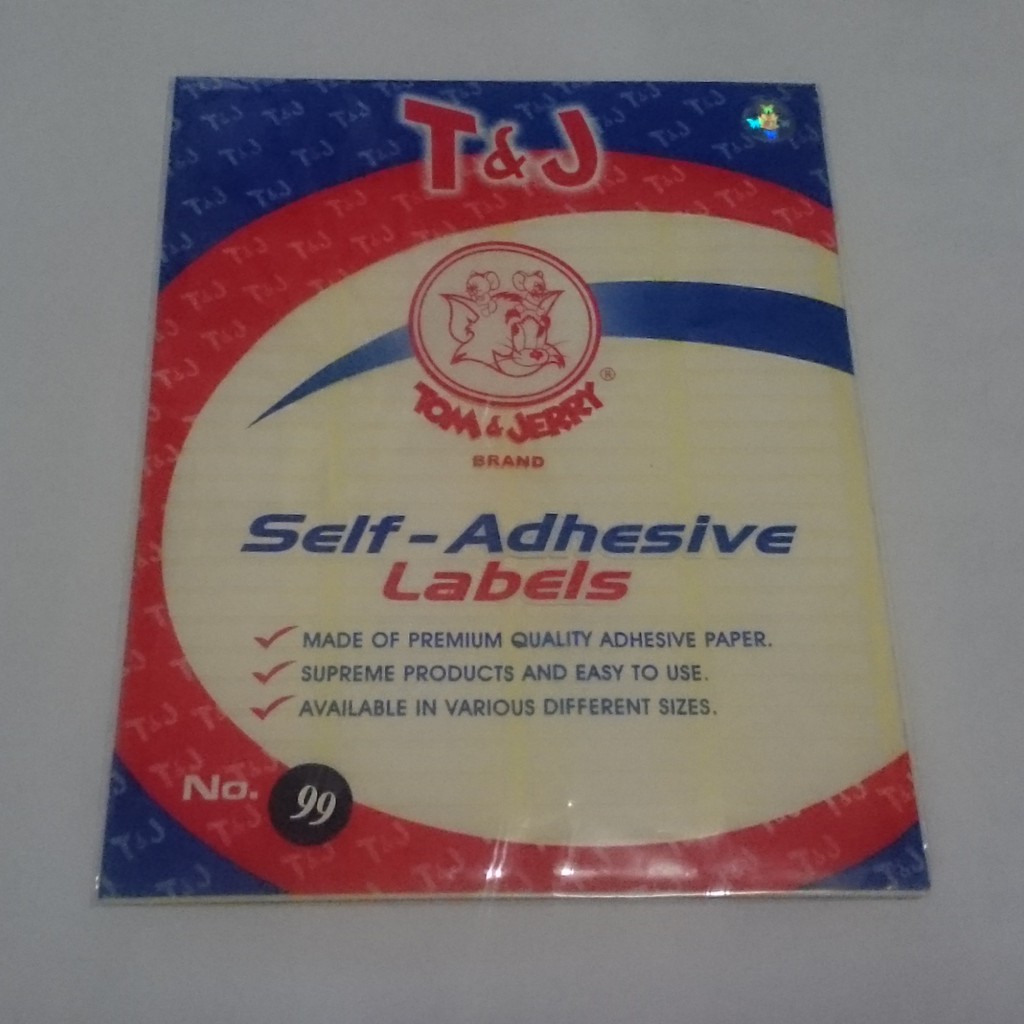 T&J
TOM & JERRY®
BRAND
Self-Adhesive
Labels
MADE OF PREMIUM QUALITY ADHESIVE PAPER.
SUPREME PRODUCTS AND EASY TO USE.
AVAILABLE IN VARIOUS DIFFERENT SIZES.
No. 99